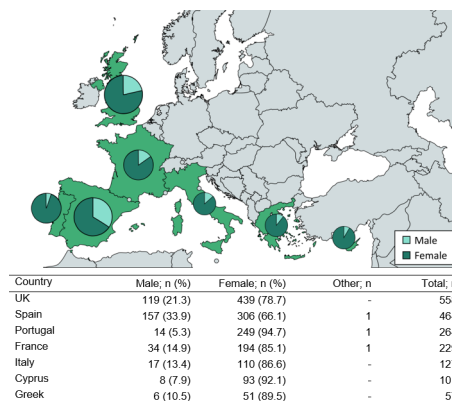 Male
Female
Country Male; n (%) Female; n (%) Other; n Total;
UK 119 (21.3) 439 (78.7) -
Spain 157 (33.9) 306 (66.1) 1
Portugal 14 (5.3) 249 (94.7) 1
France 34 (14.9) 194 (85.1) 1
Italy 17 (13.4) 110 (86.6) -
Cyprus 8 (7.9) 93 (92.1) -
Greek 6 (10.5) 51 (89.5) -